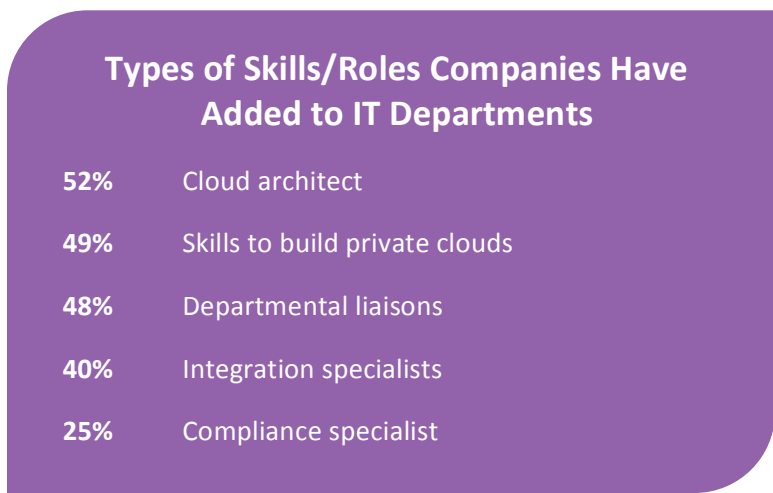 Types of Skills/Roles Companies Have
Added to IT Departments
52% Cloud architect
49% Skills to build private clouds
48% Departmental liaisons
40% Integration specialists
25% Compliance specialist